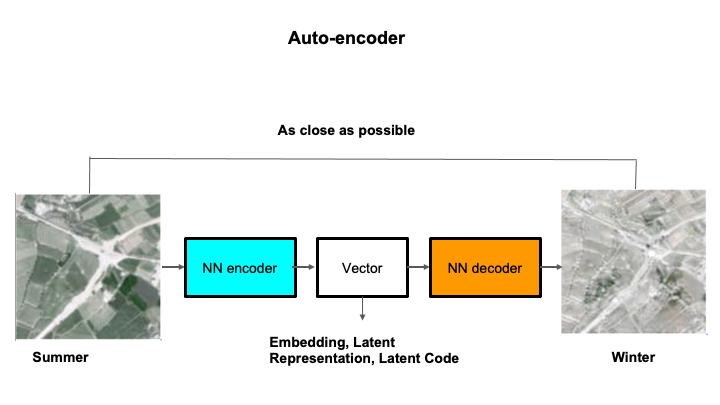 Auto-encoder
As close as possible
NN encoder
Vector
NN decoder
Embedding, Latent
Representation, Latent Code
Summer
Winter